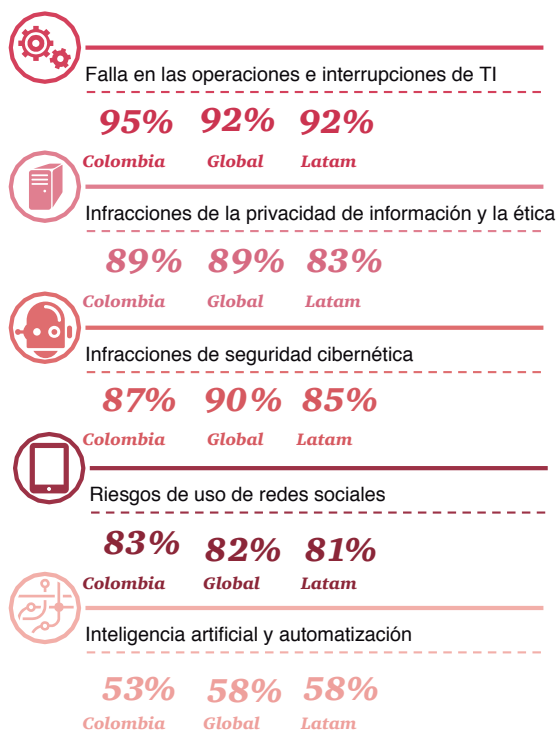 Falla en las operaciones e interrupciones de TI
95% 92% 92%
Colombia Global Latam
Infracciones de la privacidad de información y la ética
89% 89% 83%
Colombia Global Latam
Infracciones de seguridad cibernética
87% 90% 85%
Colombia Global Latam
Riesgos de uso de redes sociales
83% 82% 81%
Colombia Global Latam
Inteligencia artificial y automatización
53% 58% 58%
Colombia Global Latam